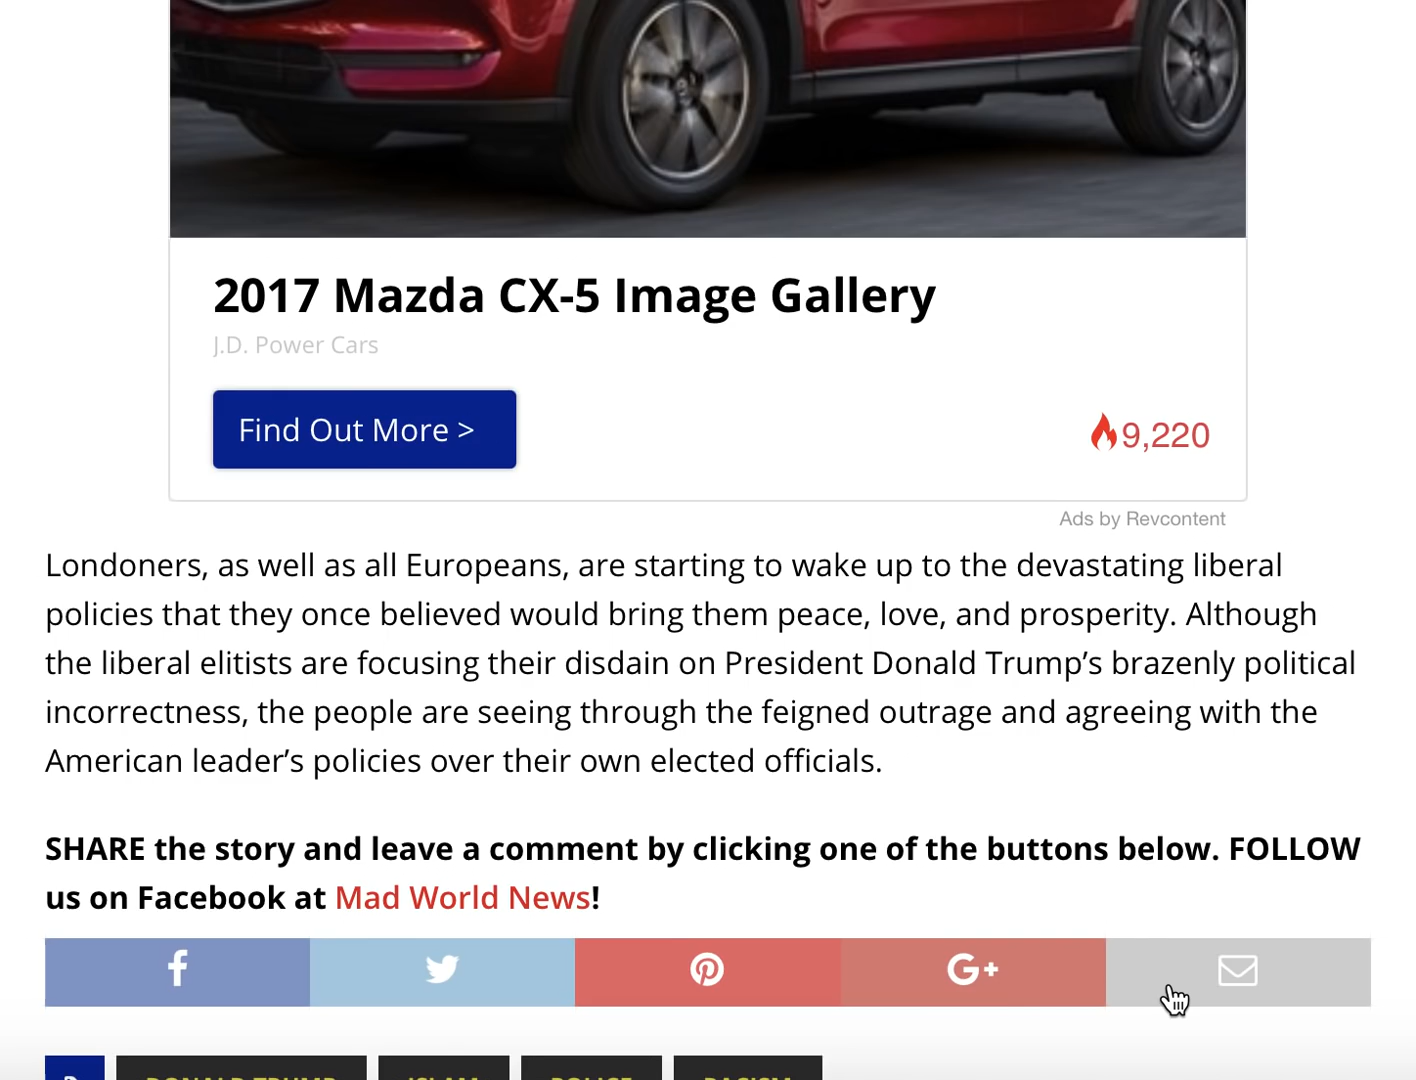 2017 Mazda CX-5 Image Gallery
J.D. Power Cars
Find Out More >
9,220
Ads by Revcontent
Londoners, as well as all Europeans, are starting to wake up to the devastating liberal
policies that they once believed would bring them peace, love, and prosperity. Although
the liberal elitists are focusing their disdain on President Donald Trump’s brazenly political
incorrectness, the people are seeing through the feigned outrage and agreeing with the
American leader’s policies over their own elected officials.
SHARE the story and leave a comment by clicking one of the buttons below. FOLLOW
us on Facebook at Mad World News!
G+
DONALD TRUMP ISLAM POLICE RACISM